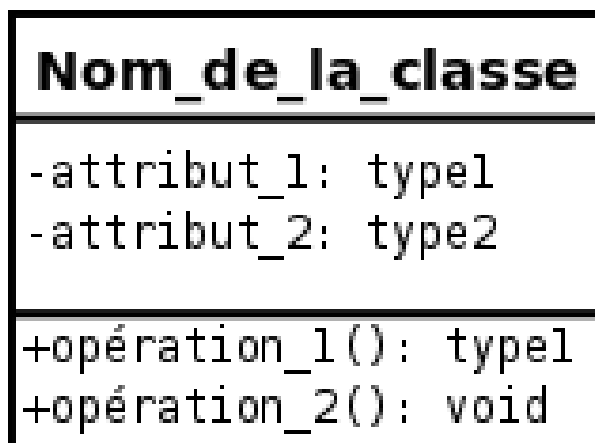 Nom_de_la_classe
-attribut_1: type1
-attribut_2: type2
+opération_1(): type1
+opération_2(): void